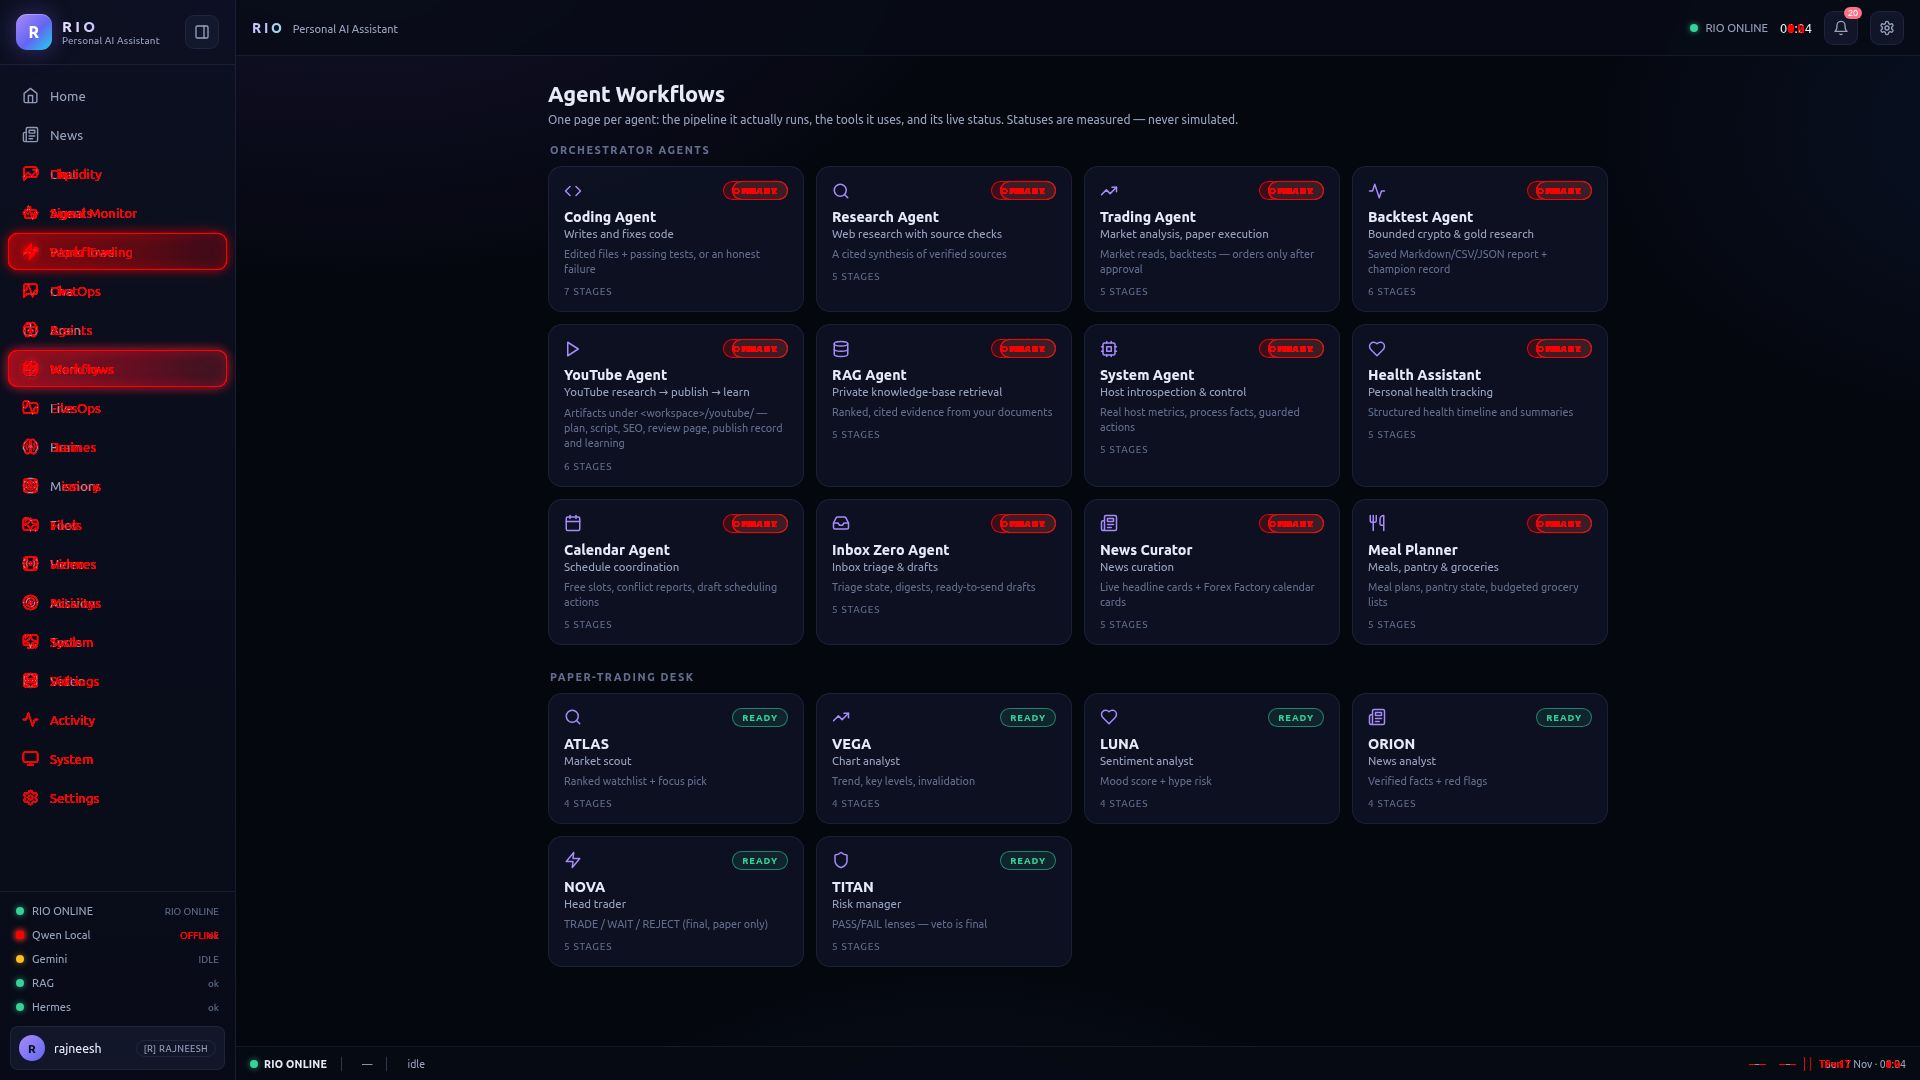 RIO
Personal AI Assistant
RIO Personal AI Assistant
RIO ONLINE
20
Home
News
Activity
System
Settings
Agent Workflows
One page per agent: the pipeline it actually runs, the tools it uses, and its live status. Statuses are measured — never simulated.
ORCHESTRATOR AGENTS
Coding Agent
Writes and fixes code
Edited files + passing tests, or an honest
failure
7 STAGES
Research Agent
Web research with source checks
A cited synthesis of verified sources
5 STAGES
Trading Agent
Market analysis, paper execution
Market reads, backtests — orders only after
approval
5 STAGES
Backtest Agent
Bounded crypto & gold research
Saved Markdown/CSV/JSON report +
champion record
6 STAGES
YouTube Agent
YouTube research → publish → learn
Artifacts under <workspace>/youtube/ —
plan, script, SEO, review page, publish record
and learning
6 STAGES
RAG Agent
Private knowledge-base retrieval
Ranked, cited evidence from your documents
5 STAGES
System Agent
Host introspection & control
Real host metrics, process facts, guarded
actions
5 STAGES
Health Assistant
Personal health tracking
Structured health timeline and summaries
5 STAGES
Calendar Agent
Schedule coordination
Free slots, conflict reports, draft scheduling
actions
5 STAGES
Inbox Zero Agent
Inbox triage & drafts
Triage state, digests, ready-to-send drafts
5 STAGES
News Curator
News curation
Live headline cards + Forex Factory calendar
cards
5 STAGES
Meal Planner
Meals, pantry & groceries
Meal plans, pantry state, budgeted grocery
lists
5 STAGES
PAPER-TRADING DESK
READY
ATLAS
Market scout
Ranked watchlist + focus pick
4 STAGES
READY
VEGA
Chart analyst
Trend, key levels, invalidation
4 STAGES
READY
LUNA
Sentiment analyst
Mood score + hype risk
4 STAGES
READY
ORION
News analyst
Verified facts + red flags
4 STAGES
READY
NOVA
Head trader
TRADE / WAIT / REJECT (final, paper only)
5 STAGES
READY
TITAN
Risk manager
PASS/FAIL lenses — veto is final
5 STAGES
RIO ONLINE RIO ONLINE
Qwen Local
Gemini IDLE
RAG ok
Hermes ok
R rajneesh [R] RAJNEESH
RIO ONLINE — idle
Nov